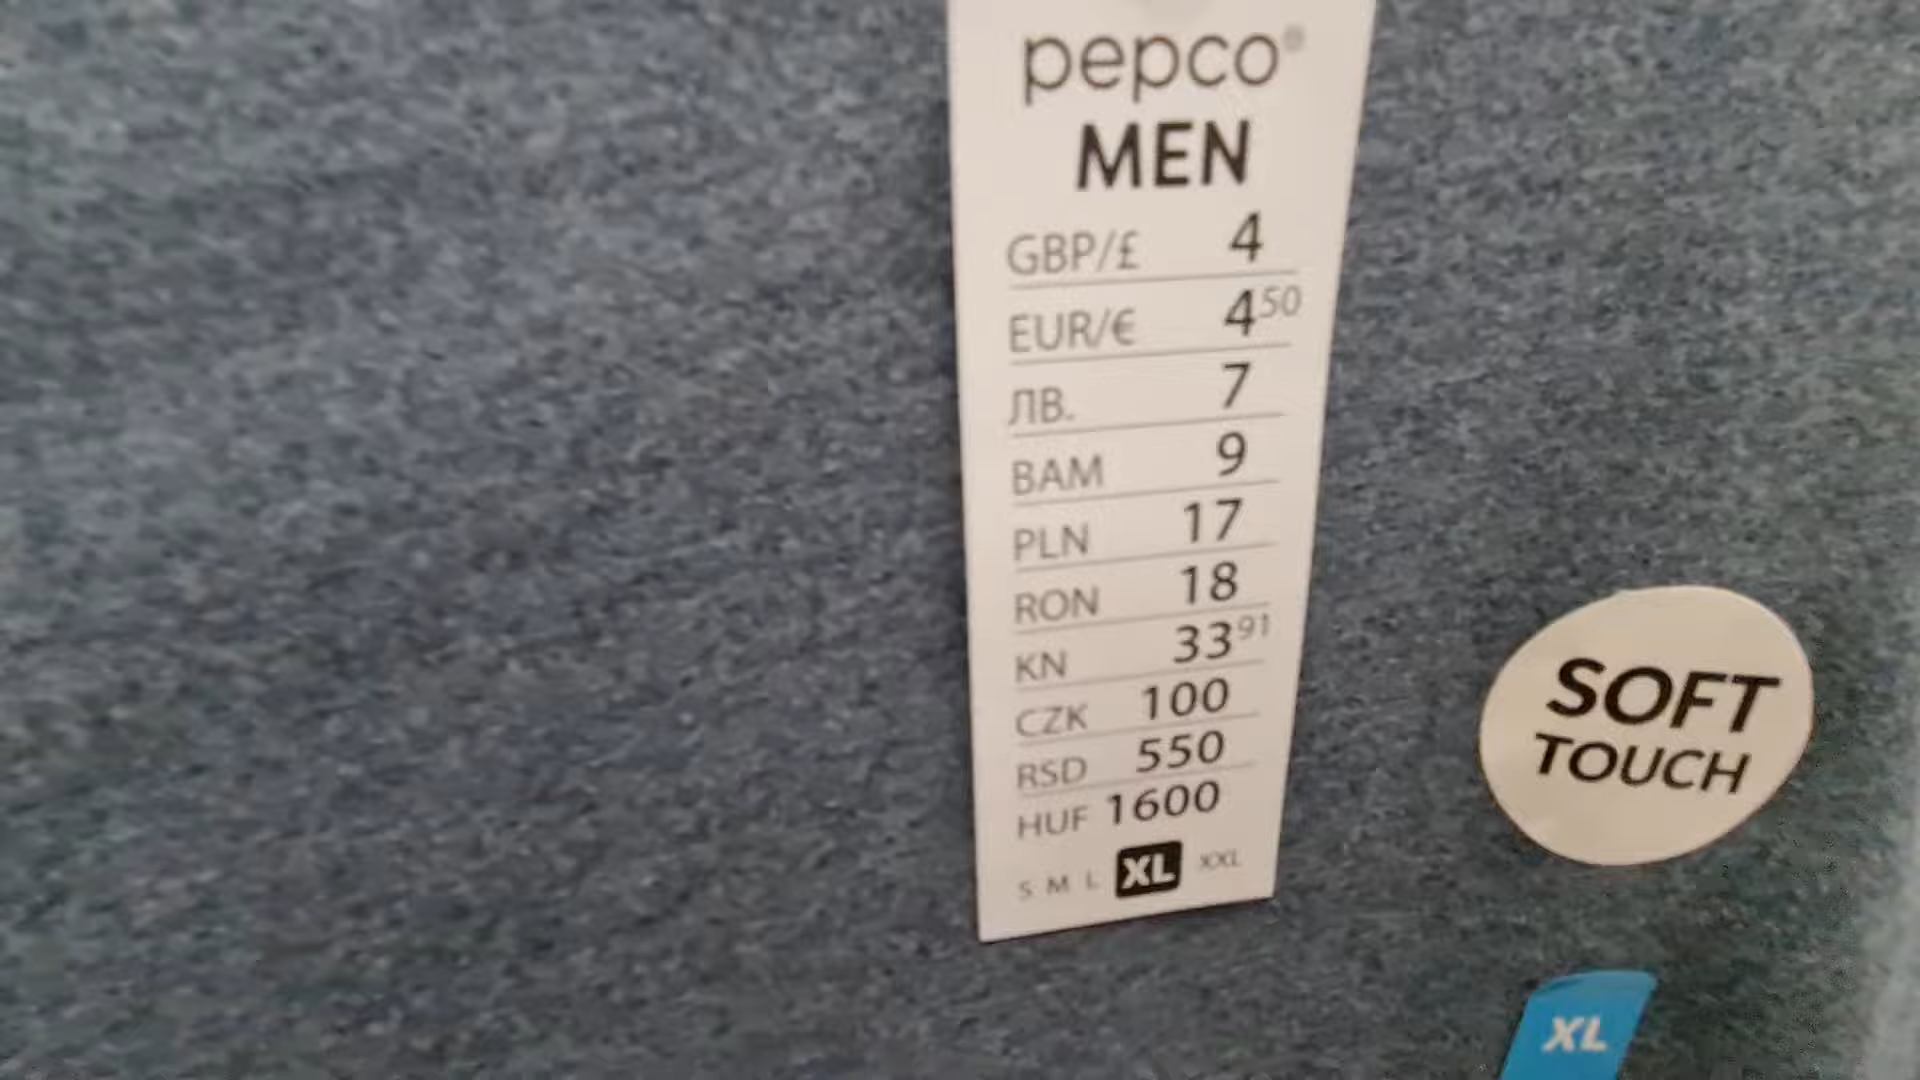 pepco®
MEN
GBP/£ 4
EUR/€ 4 50
ЛВ. 7
BAM 9
PLN 17
RON 18
KN 33 91
CZK 100
RSD 550
HUF 1600
S M L XL XXL
SOFT
TOUCH
XL